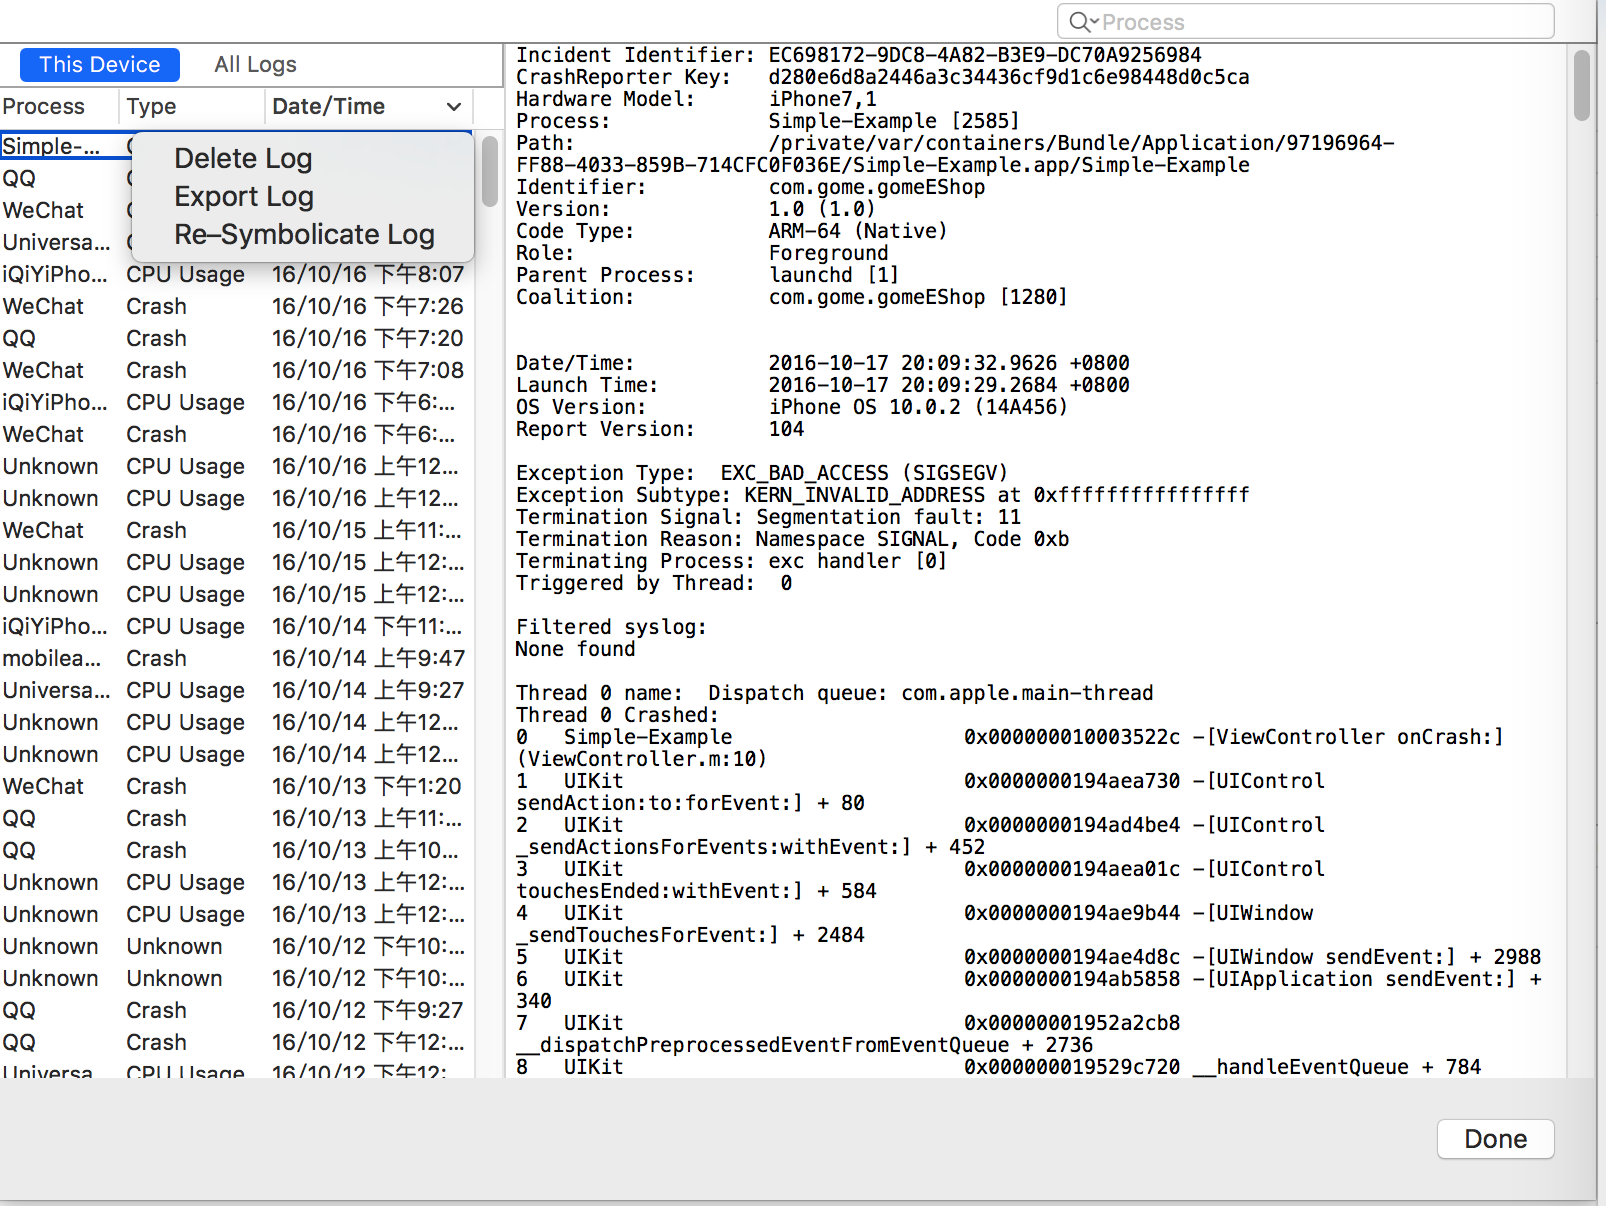 Process
This Device All Logs
Process Type Date/Time
Simple-...
Delete Log
Export Log
Re–Symbolicate Log
QQ
WeChat
Universa...
iQiYiPho... CPU Usage 16/10/16 下午8:07
WeChat Crash 16/10/16 下午7:26
QQ Crash 16/10/16 下午7:20
WeChat Crash 16/10/16 下午7:08
iQiYiPho... CPU Usage 16/10/16 下午6:...
WeChat Crash 16/10/16 下午6:...
Unknown CPU Usage 16/10/16 上午12...
Unknown CPU Usage 16/10/16 上午12...
WeChat Crash 16/10/15 上午11:...
Unknown CPU Usage 16/10/15 上午12:...
Unknown CPU Usage 16/10/15 上午12:...
iQiYiPho... CPU Usage 16/10/14 下午11:...
mobilea... Crash 16/10/14 上午9:47
Universa... CPU Usage 16/10/14 上午9:27
Unknown CPU Usage 16/10/14 上午12...
Unknown CPU Usage 16/10/14 上午12...
WeChat Crash 16/10/13 下午1:20
QQ Crash 16/10/13 上午11:...
QQ Crash 16/10/13 上午10...
Unknown CPU Usage 16/10/13 上午12:...
Unknown CPU Usage 16/10/13 上午12:...
Unknown Unknown 16/10/12 下午10:...
Unknown Unknown 16/10/12 下午10:...
QQ Crash 16/10/12 下午9:27
QQ Crash 16/10/12 下午12:...
Universa CPU Usage 16/10/12 下午12:
Incident Identifier: EC698172-9DC8-4A82-B3E9-DC70A9256984
CrashReporter Key: d280e6d8a2446a3c34436cf9d1c6e98448d0c5ca
Hardware Model: iPhone7,1
Process: Simple-Example [2585]
Path: /private/var/containers/Bundle/Application/97196964-
FF88-4033-859B-714CFC0F036E/Simple-Example.app/Simple-Example
Identifier: com.gome.gomeEShop
Version: 1.0 (1.0)
Code Type: ARM-64 (Native)
Role: Foreground
Parent Process: launchd [1]
Coalition: com.gome.gomeEShop [1280]
Date/Time: 2016-10-17 20:09:32.9626 +0800
Launch Time: 2016-10-17 20:09:29.2684 +0800
OS Version: iPhone OS 10.0.2 (14A456)
Report Version: 104
Exception Type: EXC_BAD_ACCESS (SIGSEGV)
Exception Subtype: KERN_INVALID_ADDRESS at 0xffffffffffffffff
Termination Signal: Segmentation fault: 11
Termination Reason: Namespace SIGNAL, Code 0xb
Terminating Process: exc handler [0]
Triggered by Thread: 0
Filtered syslog:
None found
Thread 0 name: Dispatch queue: com.apple.main-thread
Thread 0 Crashed:
0 Simple-Example 0x000000010003522c -[ViewController onCrash:]
(ViewController.m:10)
1 UIKit 0x0000000194aea730 -[UIControl
sendAction:to:forEvent:] + 80
2 UIKit 0x0000000194ad4be4 -[UIControl
_sendActionsForEvents:withEvent:] + 452
3 UIKit 0x0000000194aea01c -[UIControl
touchesEnded:withEvent:] + 584
4 UIKit 0x0000000194ae9b44 -[UIWindow
_sendTouchesForEvent:] + 2484
5 UIKit 0x0000000194ae4d8c -[UIWindow sendEvent:] + 2988
6 UIKit 0x0000000194ab5858 -[UIApplication sendEvent:] +
340
7 UIKit 0x00000001952a2cb8
__dispatchPreprocessedEventFromEventQueue + 2736
8 UIKit 0x000000019529c720 __handleEventQueue + 784
Done